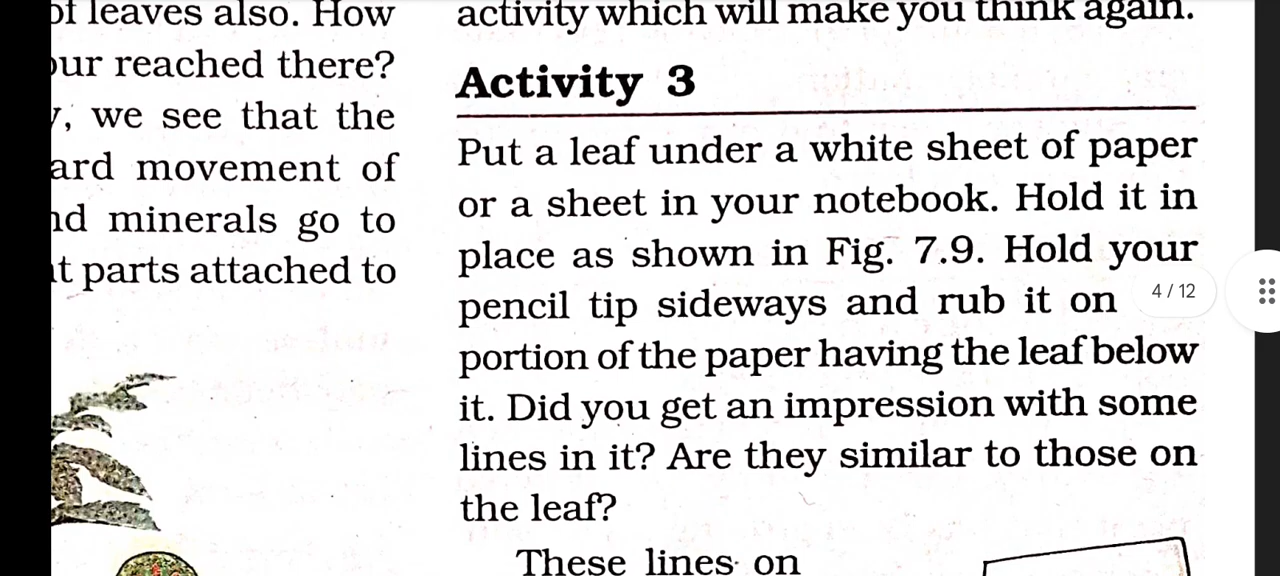 of leaves also. How
our reached there?
, we see that the
ard movement of
nd minerals go to
parts attached to
activity which will make you think again.
Activity 3
Put a leaf under a white sheet of paper
or a sheet in your notebook. Hold it in
place as shown in Fig. 7.9. Hold your
pencil tip sideways and rub it on
portion of the paper having the leaf below
it. Did you get an impression with some
lines in it? Are they similar to those on
the leaf?
These lines on
4 / 12